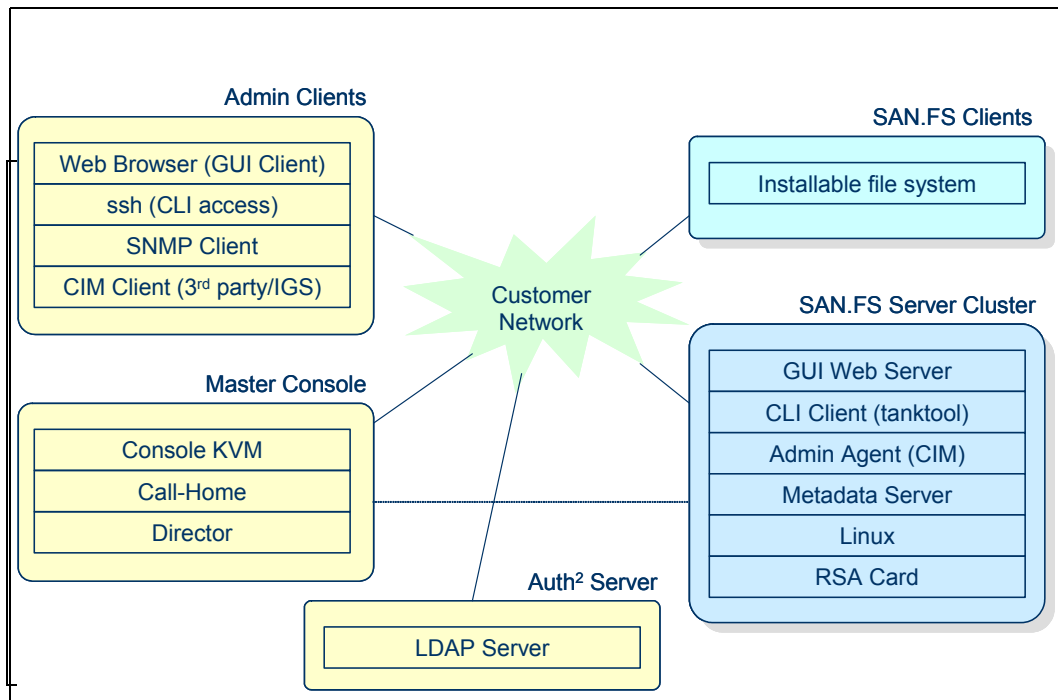 Admin Clients
Web Browser (GUI Client)
ssh (CLI access)
SNMP Client
CIM Client (3rd party/IGS)
SAN.FS Clients
Installable file system
Customer
Network
Master Console
Console KVM
Call-Home
Director
SAN.FS Server Cluster
GUI Web Server
CLI Client (tanktool)
Admin Agent (CIM)
Metadata Server
Linux
RSA Card
Auth² Server
LDAP Server